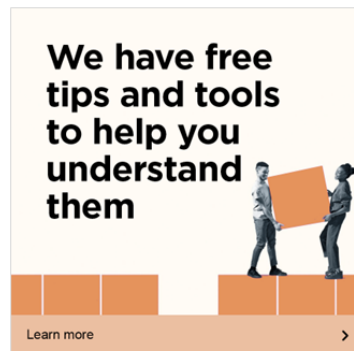 We have free
tips and tools
to help you
understand
them
Learn more